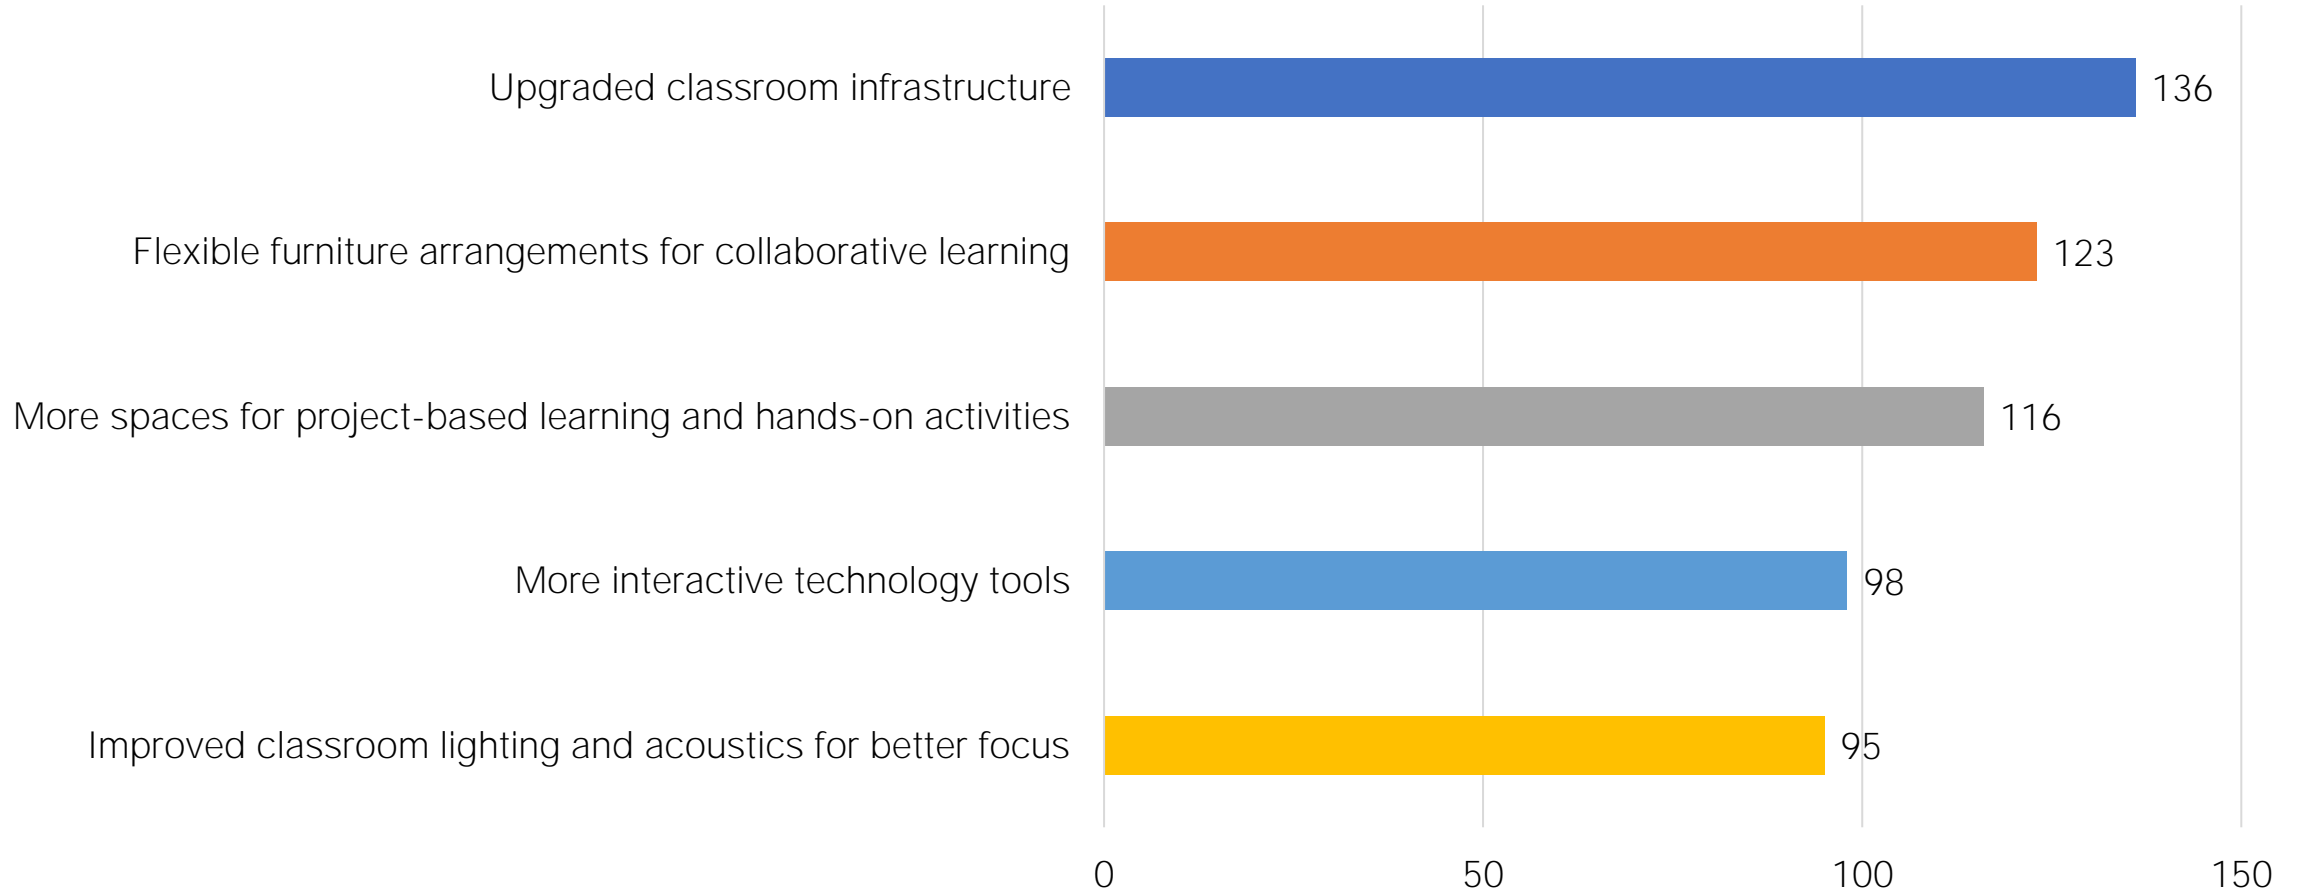 Upgraded classroom infrastructure 136
Flexible furniture arrangements for collaborative learning 123
More spaces for project-based learning and hands-on activities 116
More interactive technology tools 98
Improved classroom lighting and acoustics for better focus 95
0 50 100 150